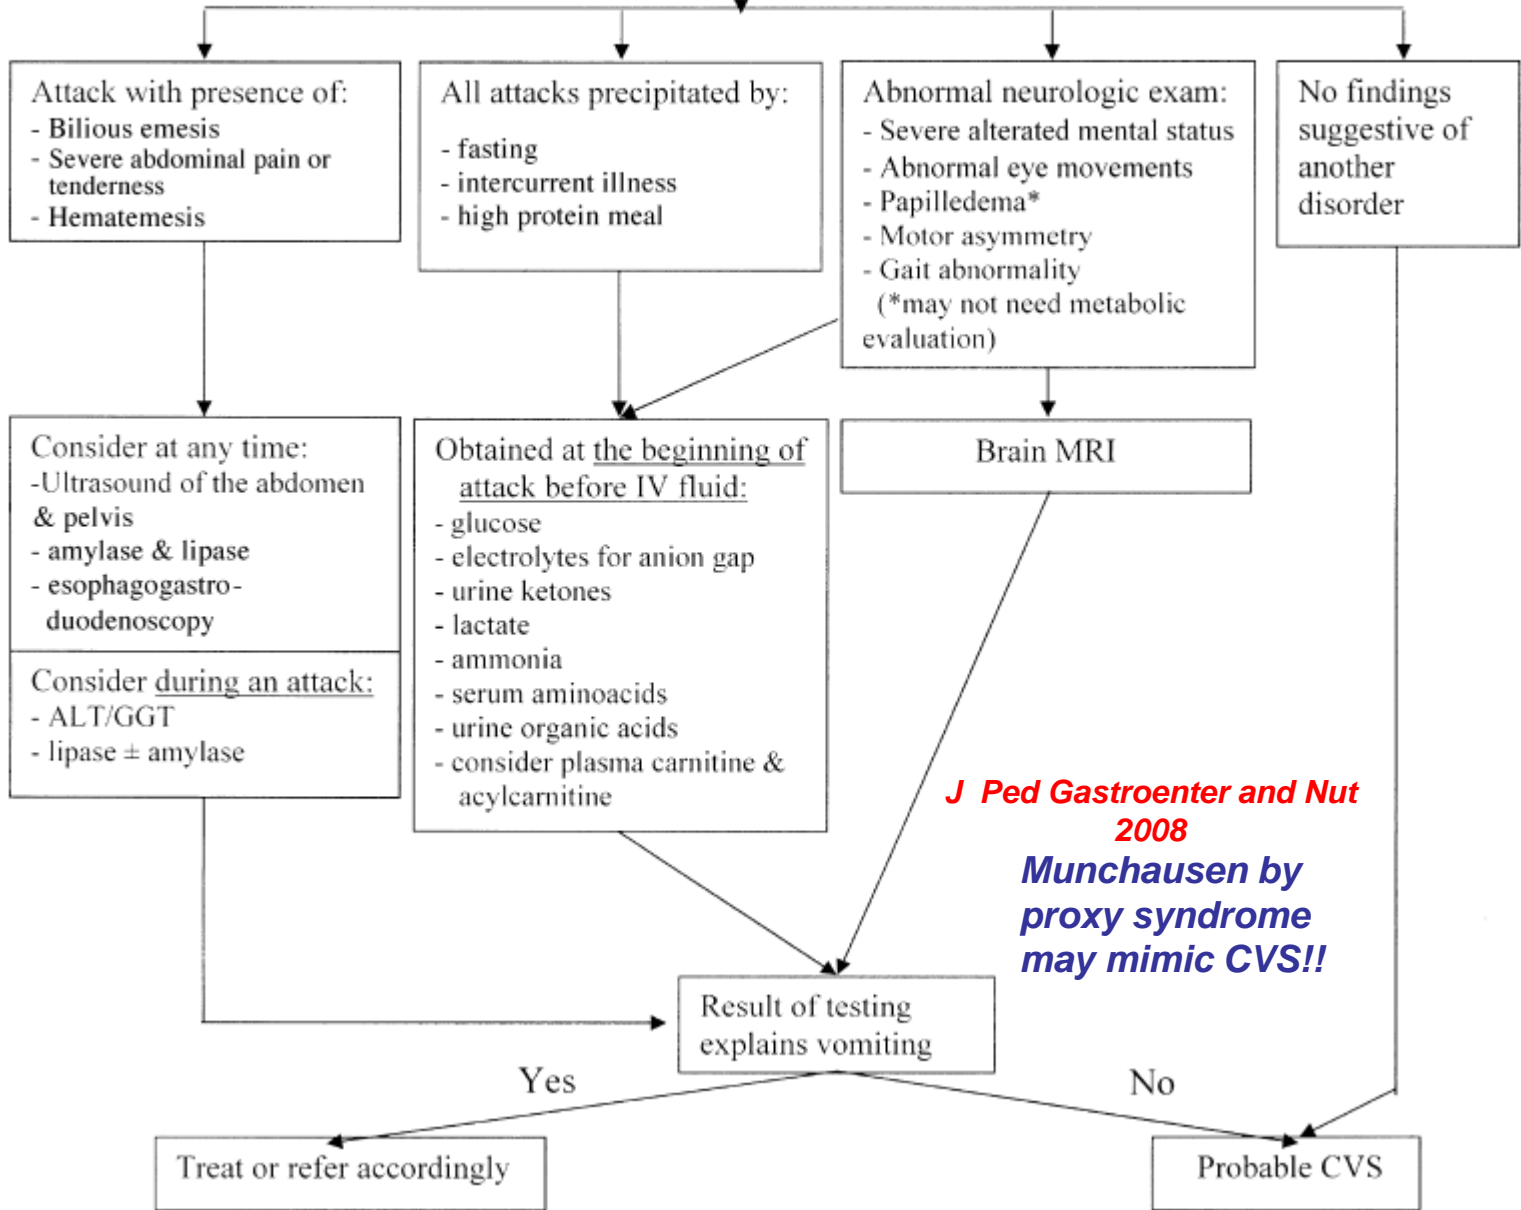 Attack with presence of:
- Bilious emesis
- Severe abdominal pain or
tenderness
- Hematemesis
All attacks precipitated by:
- fasting
- intercurrent illness
- high protein meal
Abnormal neurologic exam:
- Severe alterated mental status
- Abnormal eye movements
- Papilledema*
- Motor asymmetry
- Gait abnormality
(*may not need metabolic
evaluation)
No findings
suggestive of
another
disorder
Consider at any time:
-Ultrasound of the abdomen
& pelvis
- amylase & lipase
- esophagogastro-
duodenoscopy
Consider during an attack:
- ALT/GGT
- lipase ± amylase
Obtained at the beginning of
attack before IV fluid:
- glucose
- electrolytes for anion gap
- urine ketones
- lactate
- ammonia
- serum aminoacids
- urine organic acids
- consider plasma carnitine &
acylcarnitine
Brain MRI
J Ped Gastroenter and Nut
2008
Munchausen by
proxy syndrome
may mimic CVS!!
Result of testing
explains vomiting
Yes
No
Treat or refer accordingly
Probable CVS